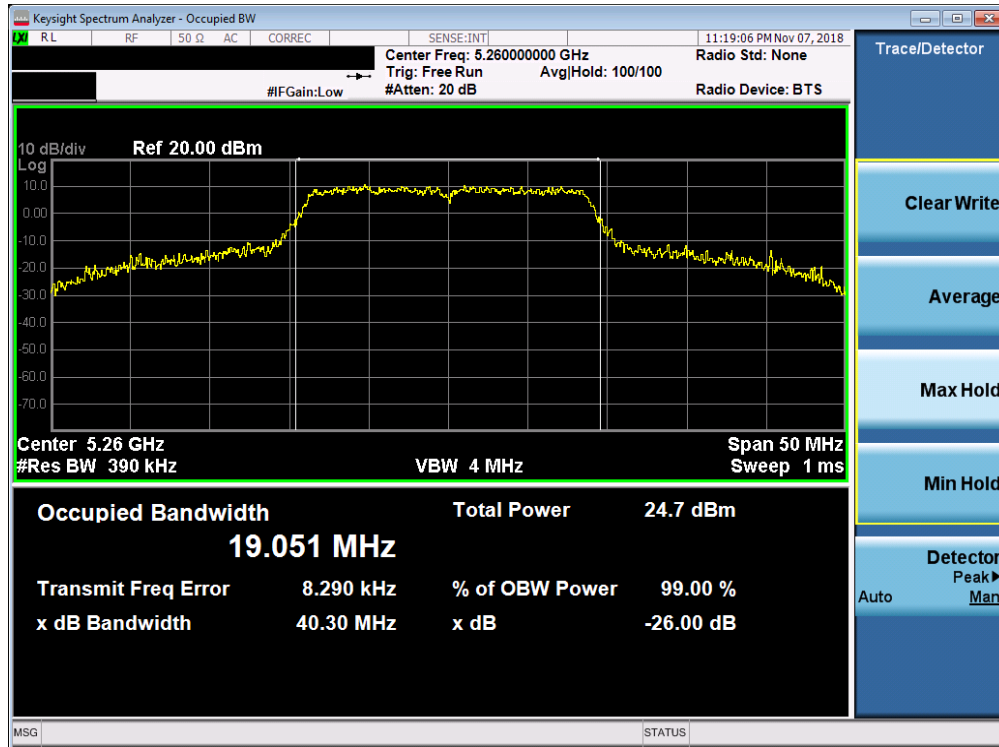 Keysight Spectrum Analyzer - Occupied BW
LXI RL RF 50 Ω AC CORREC SENSE:INT 11:19:06 PM Nov 07, 2018
Center Freq: 5.260000000 GHz Radio Std: None
Trig: Free Run Avg|Hold: 100/100
#IFGain:Low #Atten: 20 dB Radio Device: BTS
Trace/Detector
10 dB/div Ref 20.00 dBm
Log
10.0
0.00
-10.0
-20.0
-30.0
-40.0
-50.0
-60.0
-70.0
Center 5.26 GHz Span 50 MHz
#Res BW 390 kHz VBW 4 MHz Sweep 1 ms
Occupied Bandwidth Total Power 24.7 dBm
19.051 MHz
Transmit Freq Error 8.290 kHz % of OBW Power 99.00 %
x dB Bandwidth 40.30 MHz x dB -26.00 dB
Clear Write
Average
Max Hold
Min Hold
Detector
Peak▶
Auto Man
MSG STATUS